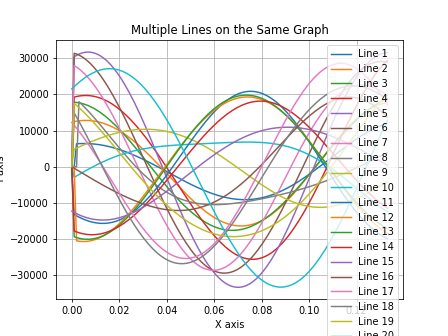 Multiple Lines on the Same Graph
30000
20000
10000
0
−10000
−20000
−30000
0.00
0.02
0.04
0.06
0.08
0.10
X axis
Line 1
Line 2
Line 3
Line 4
Line 5
Line 6
Line 7
Line 8
Line 9
Line 10
Line 11
Line 12
Line 13
Line 14
Line 15
Line 16
Line 17
Line 18
Line 19
Line 20